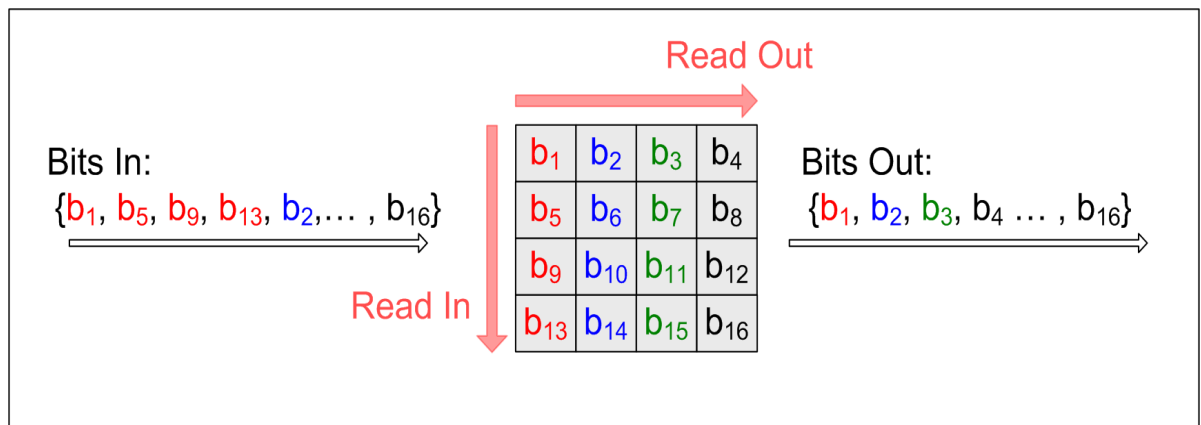 Read Out
Bits In:
{b₁, b₅, b₉, b₁₃, b₂,… , b₁₆}
Read In
b₁ b₂ b₃ b₄
b₅ b₆ b₇ b₈
b₉ b₁₀ b₁₁ b₁₂
b₁₃ b₁₄ b₁₅ b₁₆
Bits Out:
{b₁, b₂, b₃, b₄ … , b₁₆}